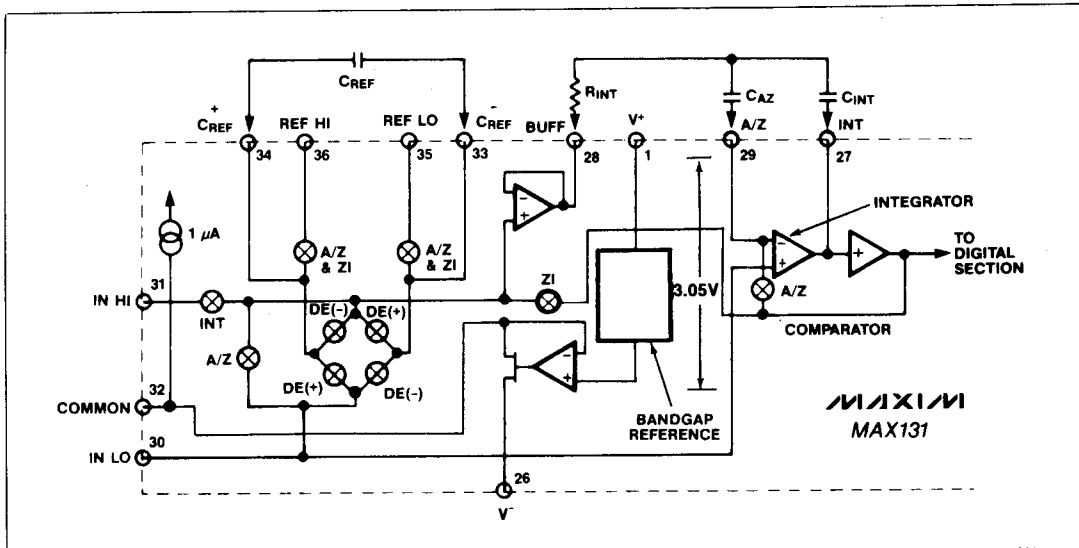 CREF
RINT
CAZ
CINT
+
CREF
REF HI
REF LO
-
CREF
BUFF
V+
A/Z
INT
34
36
35
33
28
1
29
27
1 μA
A/Z
& ZI
A/Z
& ZI
-
+
INTEGRATOR
-
+
+
TO
DIGITAL
SECTION
31
IN HI
INT
ZI
3.05V
A/Z
DE(-)
DE(+)
A/Z
COMPARATOR
DE(+)
DE(-)
-
+
32
COMMON
BANDGAP
REFERENCE
MAXIM
MAX131
30
IN LO
26
V-